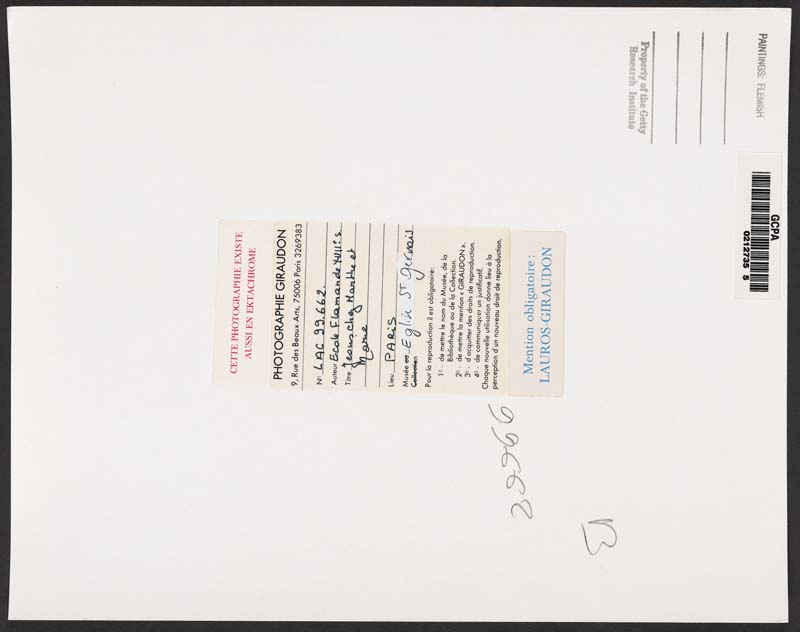 PAINTINGS: FLEMISH
Property of the Getty
Research Institute
GCPA
0212735 5
CETTE PHOTOGRAPHIE EXISTE
AUSSI EN EKTACHROME
PHOTOGRAPHIE GIRAUDON
9, Rue des Beaux-Arts, 75006 Paris 3269383
N° LAC 99.662.
Auteur Ecole Flamande XVIIe s.
Titre Jesus chez Marthe et
Marie
Lieu PARIS
Musée ou Eglise St Gervais
Collection
Pour la reproduction il est obligatoire:
1° - de mettre le nom du Musée, de la
Bibliothèque ou de la Collection.
2° - de mettre la mention « GIRAUDON ».
3° - d'acquitter des droits de reproduction.
4° - de communiquer un justificatif.
Chaque nouvelle utilisation donne lieu à la
perception d'un nouveau droit de reproduction.
Mention obligatoire :
LAUROS-GIRAUDON
99662